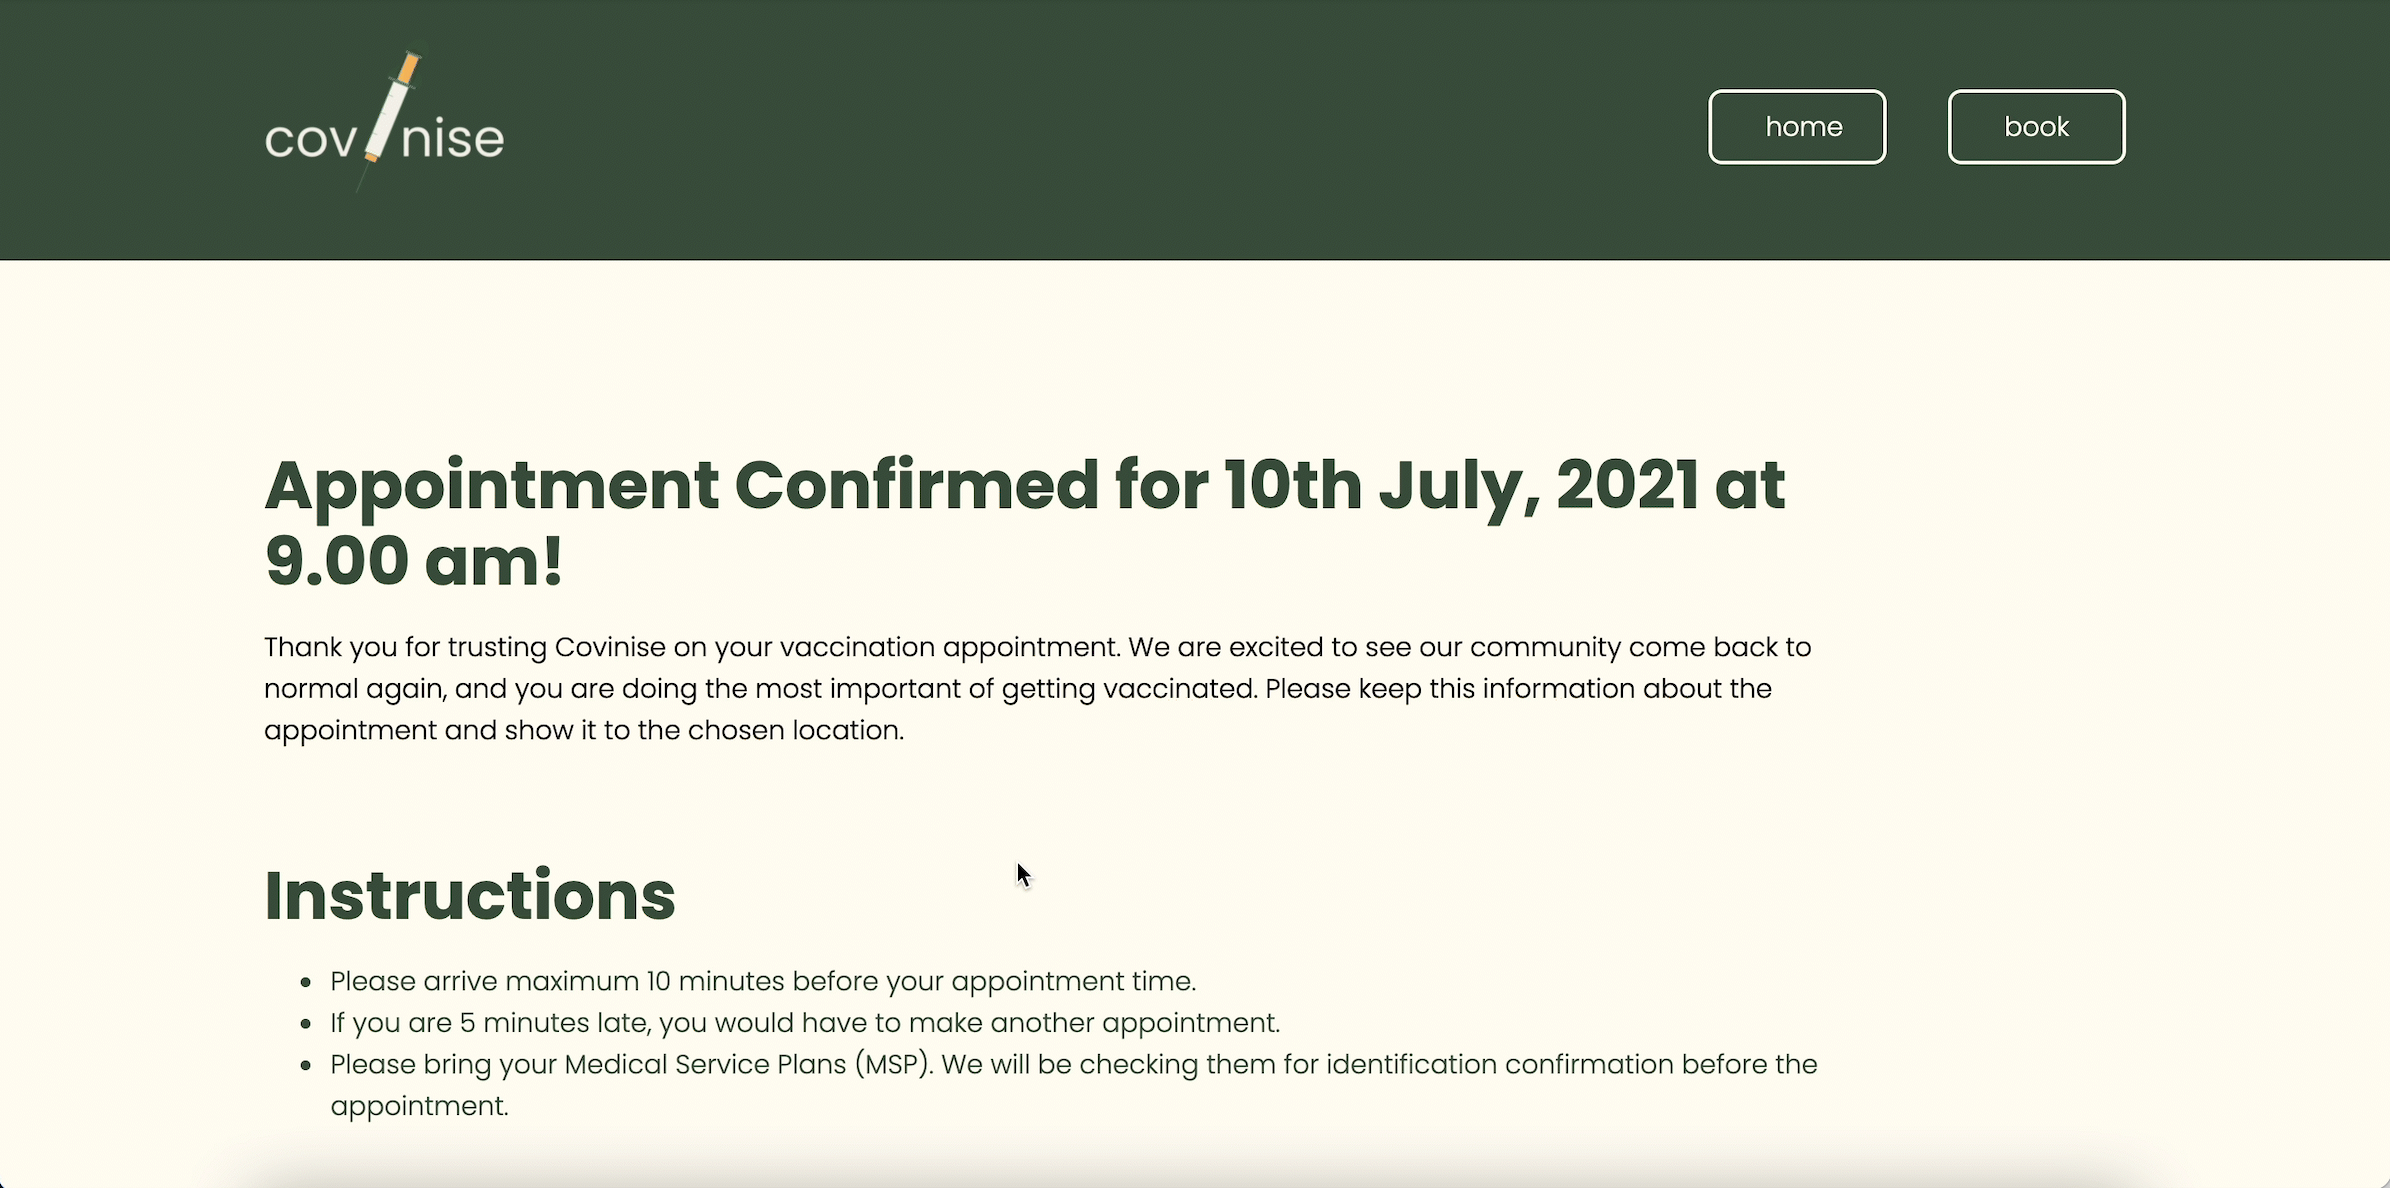 cov nise
home
book
Appointment Confirmed for 10th July, 2021 at
9.00 am!
Thank you for trusting Covinise on your vaccination appointment. We are excited to see our community come back to
normal again, and you are doing the most important of getting vaccinated. Please keep this information about the
appointment and show it to the chosen location.
Instructions
• Please arrive maximum 10 minutes before your appointment time.
• If you are 5 minutes late, you would have to make another appointment.
• Please bring your Medical Service Plans (MSP). We will be checking them for identification confirmation before the
appointment.